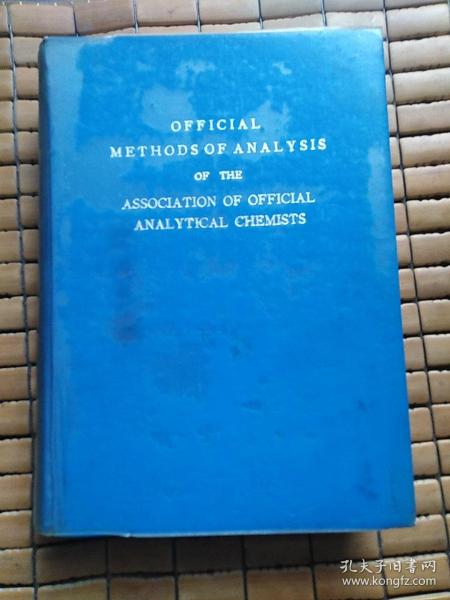 OFFICIAL
METHODS OF ANALYSIS
OF THE
ASSOCIATION OF OFFICIAL
ANALYTICAL CHEMISTS
孔夫子旧书网
www.kongfz.com